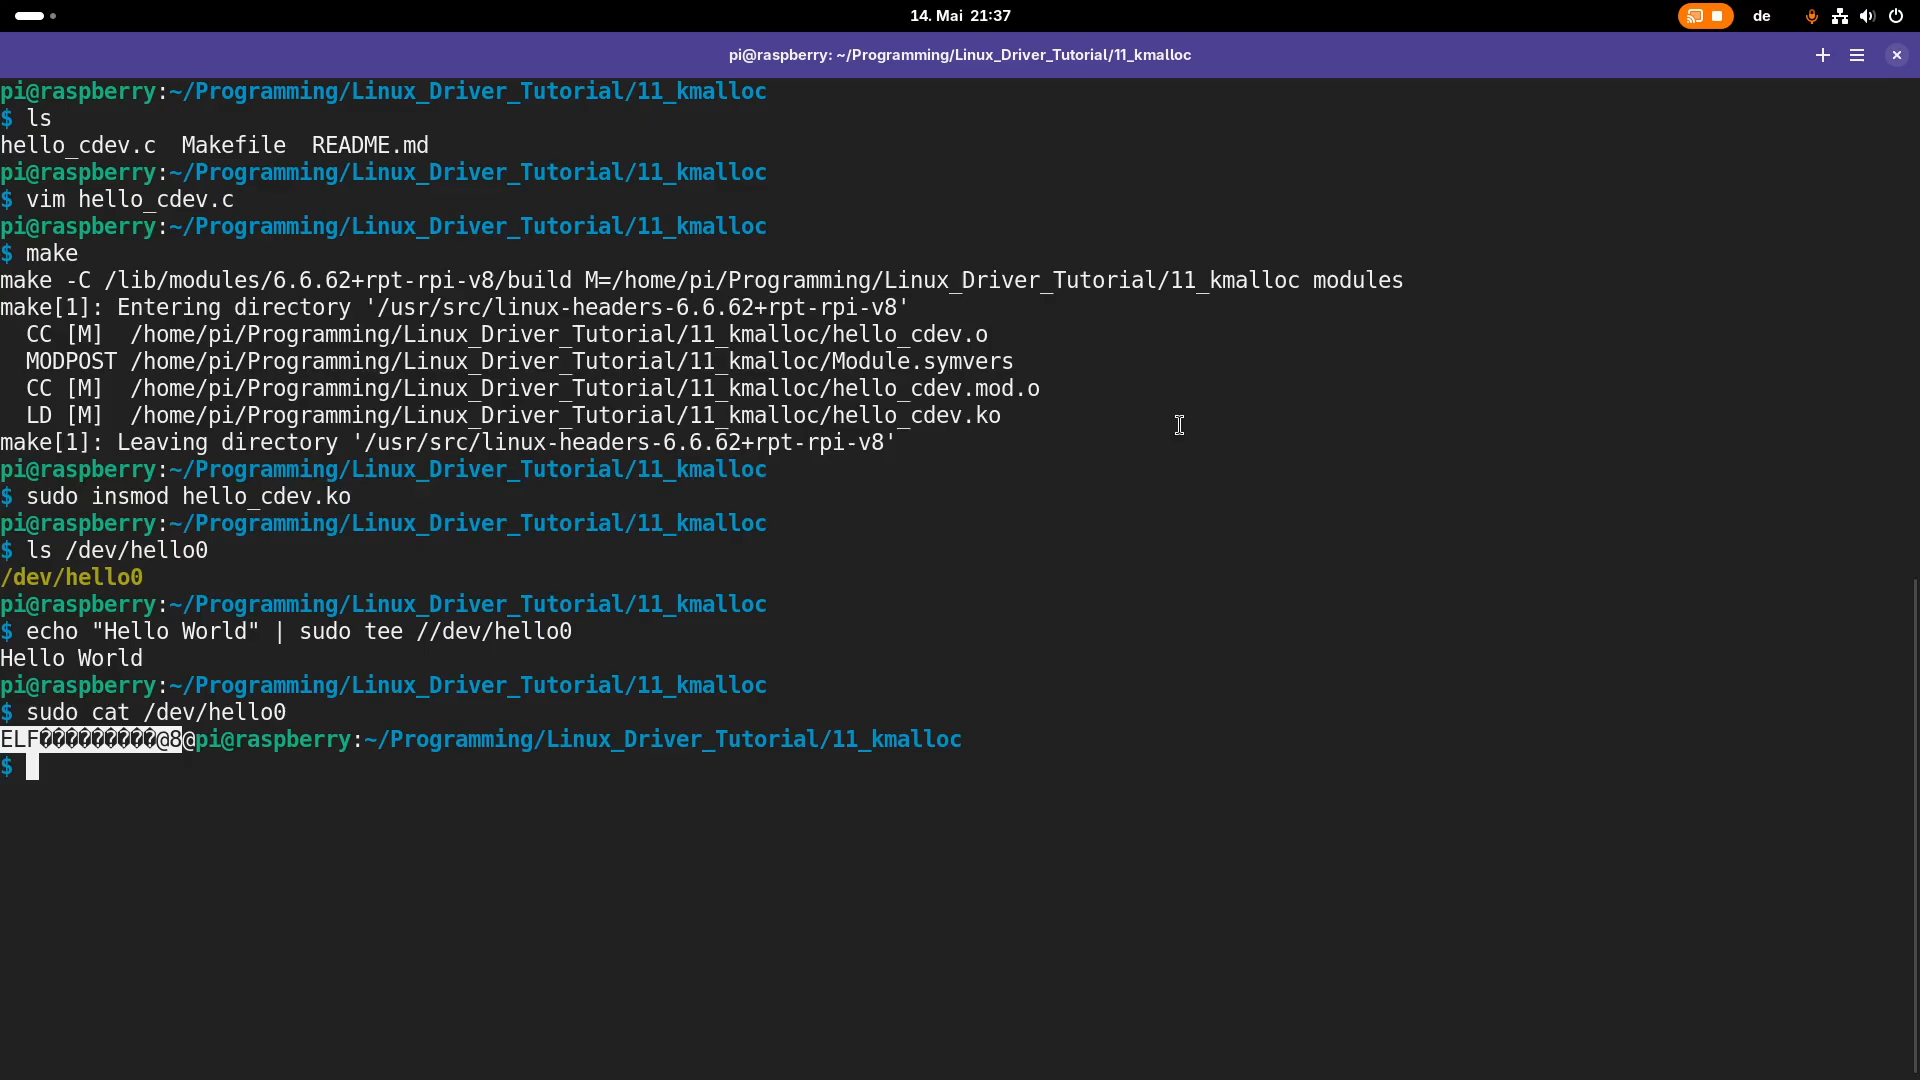 14. Mai 21:37
de
pi@raspberry: ~/Programming/Linux_Driver_Tutorial/11_kmalloc
pi@raspberry:~/Programming/Linux_Driver_Tutorial/11_kmalloc
$ ls
hello_cdev.c  Makefile  README.md
pi@raspberry:~/Programming/Linux_Driver_Tutorial/11_kmalloc
$ vim hello_cdev.c
pi@raspberry:~/Programming/Linux_Driver_Tutorial/11_kmalloc
$ make
make -C /lib/modules/6.6.62+rpt-rpi-v8/build M=/home/pi/Programming/Linux_Driver_Tutorial/11_kmalloc modules
make[1]: Entering directory '/usr/src/linux-headers-6.6.62+rpt-rpi-v8'
  CC [M]  /home/pi/Programming/Linux_Driver_Tutorial/11_kmalloc/hello_cdev.o
  MODPOST /home/pi/Programming/Linux_Driver_Tutorial/11_kmalloc/Module.symvers
  CC [M]  /home/pi/Programming/Linux_Driver_Tutorial/11_kmalloc/hello_cdev.mod.o
  LD [M]  /home/pi/Programming/Linux_Driver_Tutorial/11_kmalloc/hello_cdev.ko
make[1]: Leaving directory '/usr/src/linux-headers-6.6.62+rpt-rpi-v8'
pi@raspberry:~/Programming/Linux_Driver_Tutorial/11_kmalloc
$ sudo insmod hello_cdev.ko
pi@raspberry:~/Programming/Linux_Driver_Tutorial/11_kmalloc
$ ls /dev/hello0
/dev/hello0
pi@raspberry:~/Programming/Linux_Driver_Tutorial/11_kmalloc
$ echo "Hello World" | sudo tee //dev/hello0
Hello World
pi@raspberry:~/Programming/Linux_Driver_Tutorial/11_kmalloc
$ sudo cat /dev/hello0
ELF���������@8@pi@raspberry:~/Programming/Linux_Driver_Tutorial/11_kmalloc
$